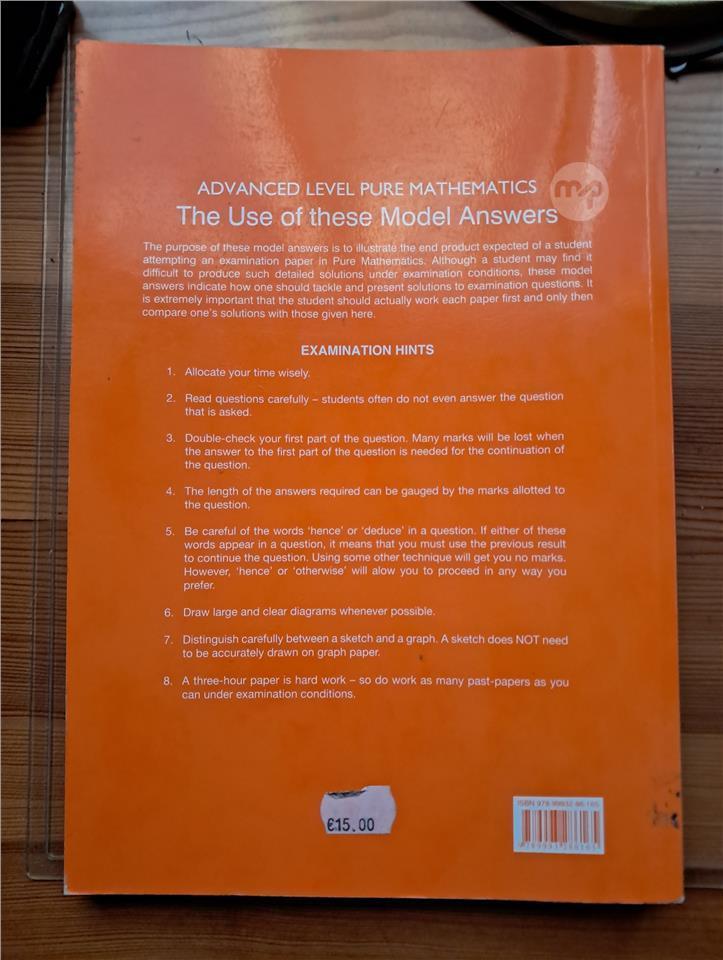 ADVANCED LEVEL PURE MATHEMATICS
The Use of these Model Answers
The purpose of these model answers is to illustrate the end product expected of a student
attempting an examination paper in Pure Mathematics. Although a student may find it
difficult to produce such detailed solutions under examination conditions, these model
answers indicate how one should tackle and present solutions to examination questions. It
is extremely important that the student should actually work each paper first and only then
compare one's solutions with those given here.
EXAMINATION HINTS
1. Allocate your time wisely.
2. Read questions carefully – students often do not even answer the question
that is asked.
3. Double-check your first part of the question. Many marks will be lost when
the answer to the first part of the question is needed for the continuation of
the question.
4. The length of the answers required can be gauged by the marks allotted to
the question.
5. Be careful of the words 'hence' or 'deduce' in a question. If either of these
words appear in a question, it means that you must use the previous result
to continue the question. Using some other technique will get you no marks.
However, 'hence' or 'otherwise' will alow you to proceed in any way you
prefer.
6. Draw large and clear diagrams whenever possible.
7. Distinguish carefully between a sketch and a graph. A sketch does NOT need
to be accurately drawn on graph paper.
8. A three-hour paper is hard work – so do work as many past-papers as you
can under examination conditions.
€15.00
ISBN